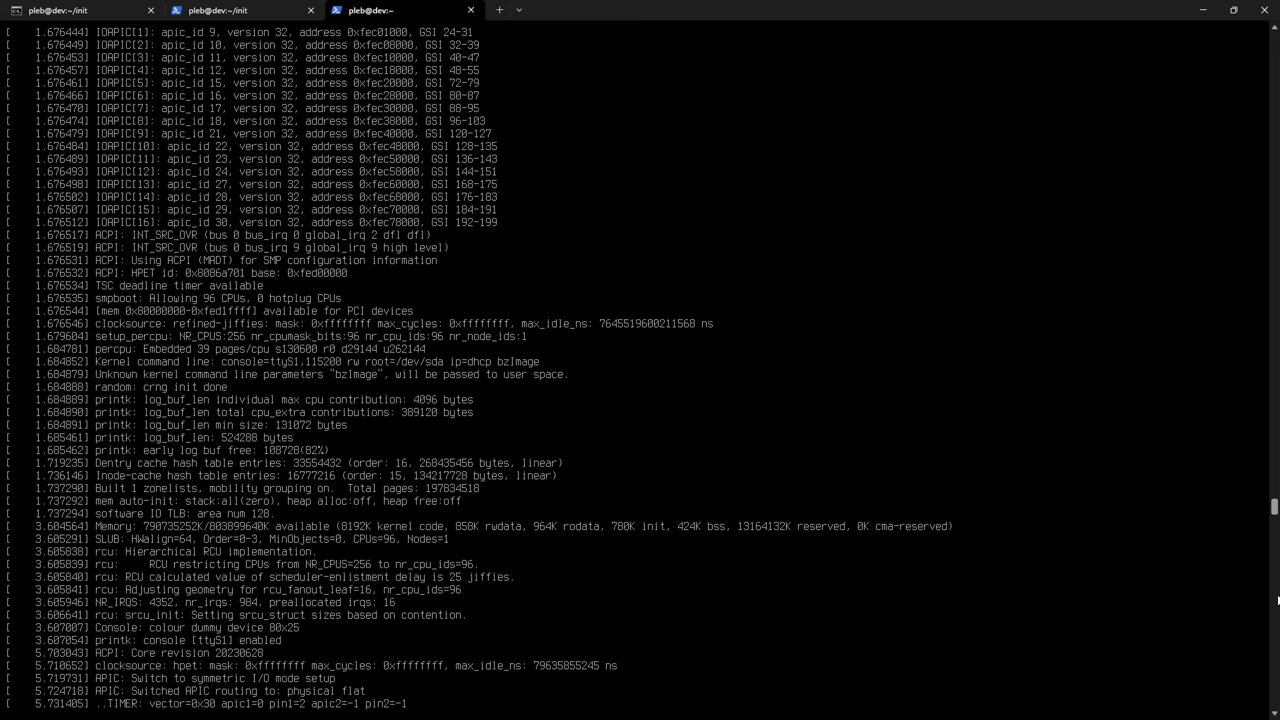 pleb@dev:~/init
pleb@dev:~/init
pleb@dev:~
[    1.676444] IOAPIC[1]: apic_id 9, version 32, address 0xfec01000, GSI 24-31
[    1.676449] IOAPIC[2]: apic_id 10, version 32, address 0xfec08000, GSI 32-39
[    1.676453] IOAPIC[3]: apic_id 11, version 32, address 0xfec10000, GSI 40-47
[    1.676457] IOAPIC[4]: apic_id 12, version 32, address 0xfec18000, GSI 48-55
[    1.676461] IOAPIC[5]: apic_id 15, version 32, address 0xfec20000, GSI 72-79
[    1.676466] IOAPIC[6]: apic_id 16, version 32, address 0xfec28000, GSI 80-87
[    1.676470] IOAPIC[7]: apic_id 17, version 32, address 0xfec30000, GSI 88-95
[    1.676474] IOAPIC[8]: apic_id 18, version 32, address 0xfec38000, GSI 96-103
[    1.676479] IOAPIC[9]: apic_id 21, version 32, address 0xfec40000, GSI 120-127
[    1.676484] IOAPIC[10]: apic_id 22, version 32, address 0xfec48000, GSI 128-135
[    1.676489] IOAPIC[11]: apic_id 23, version 32, address 0xfec50000, GSI 136-143
[    1.676493] IOAPIC[12]: apic_id 24, version 32, address 0xfec58000, GSI 144-151
[    1.676498] IOAPIC[13]: apic_id 27, version 32, address 0xfec60000, GSI 168-175
[    1.676502] IOAPIC[14]: apic_id 28, version 32, address 0xfec68000, GSI 176-183
[    1.676507] IOAPIC[15]: apic_id 29, version 32, address 0xfec70000, GSI 184-191
[    1.676512] IOAPIC[16]: apic_id 30, version 32, address 0xfec78000, GSI 192-199
[    1.676517] ACPI: INT_SRC_OVR (bus 0 bus_irq 0 global_irq 2 dfl dfl)
[    1.676519] ACPI: INT_SRC_OVR (bus 0 bus_irq 9 global_irq 9 high level)
[    1.676531] ACPI: Using ACPI (MADT) for SMP configuration information
[    1.676532] ACPI: HPET id: 0x8086a701 base: 0xfed00000
[    1.676534] TSC deadline timer available
[    1.676535] smpboot: Allowing 96 CPUs, 0 hotplug CPUs
[    1.676544] [mem 0x80000000-0xfed1ffff] available for PCI devices
[    1.676546] clocksource: refined-jiffies: mask: 0xffffffff max_cycles: 0xffffffff, max_idle_ns: 7645519600211568 ns
[    1.679604] setup_percpu: NR_CPUS:256 nr_cpumask_bits:96 nr_cpu_ids:96 nr_node_ids:1
[    1.684781] percpu: Embedded 39 pages/cpu s130600 r0 d29144 u262144
[    1.684852] Kernel command line: console=ttyS1,115200 rw root=/dev/sda ip=dhcp bzImage
[    1.684879] Unknown kernel command line parameters "bzImage", will be passed to user space.
[    1.684888] random: crng init done
[    1.684889] printk: log_buf_len individual max cpu contribution: 4096 bytes
[    1.684890] printk: log_buf_len total cpu_extra contributions: 389120 bytes
[    1.684891] printk: log_buf_len min size: 131072 bytes
[    1.685461] printk: log_buf_len: 524288 bytes
[    1.685462] printk: early log buf free: 108728(82%)
[    1.719235] Dentry cache hash table entries: 33554432 (order: 16, 268435456 bytes, linear)
[    1.736146] Inode-cache hash table entries: 16777216 (order: 15, 134217728 bytes, linear)
[    1.737290] Built 1 zonelists, mobility grouping on.  Total pages: 197834518
[    1.737292] mem auto-init: stack:all(zero), heap alloc:off, heap free:off
[    1.737294] software IO TLB: area num 128.
[    3.604564] Memory: 790735252K/803899640K available (8192K kernel code, 858K rwdata, 964K rodata, 780K init, 424K bss, 13164132K reserved, 0K cma-reserved)
[    3.605291] SLUB: HWalign=64, Order=0-3, MinObjects=0, CPUs=96, Nodes=1
[    3.605838] rcu: Hierarchical RCU implementation.
[    3.605839] rcu:     RCU restricting CPUs from NR_CPUS=256 to nr_cpu_ids=96.
[    3.605840] rcu: RCU calculated value of scheduler-enlistment delay is 25 jiffies.
[    3.605841] rcu: Adjusting geometry for rcu_fanout_leaf=16, nr_cpu_ids=96
[    3.605946] NR_IRQS: 4352, nr_irqs: 984, preallocated irqs: 16
[    3.606641] rcu: srcu_init: Setting srcu_struct sizes based on contention.
[    3.607007] Console: colour dummy device 80x25
[    3.607054] printk: console [ttyS1] enabled
[    5.703043] ACPI: Core revision 20230628
[    5.710652] clocksource: hpet: mask: 0xffffffff max_cycles: 0xffffffff, max_idle_ns: 79635855245 ns
[    5.719731] APIC: Switch to symmetric I/O mode setup
[    5.724718] APIC: Switched APIC routing to: physical flat
[    5.731405] ..TIMER: vector=0x30 apic1=0 pin1=2 apic2=-1 pin2=-1